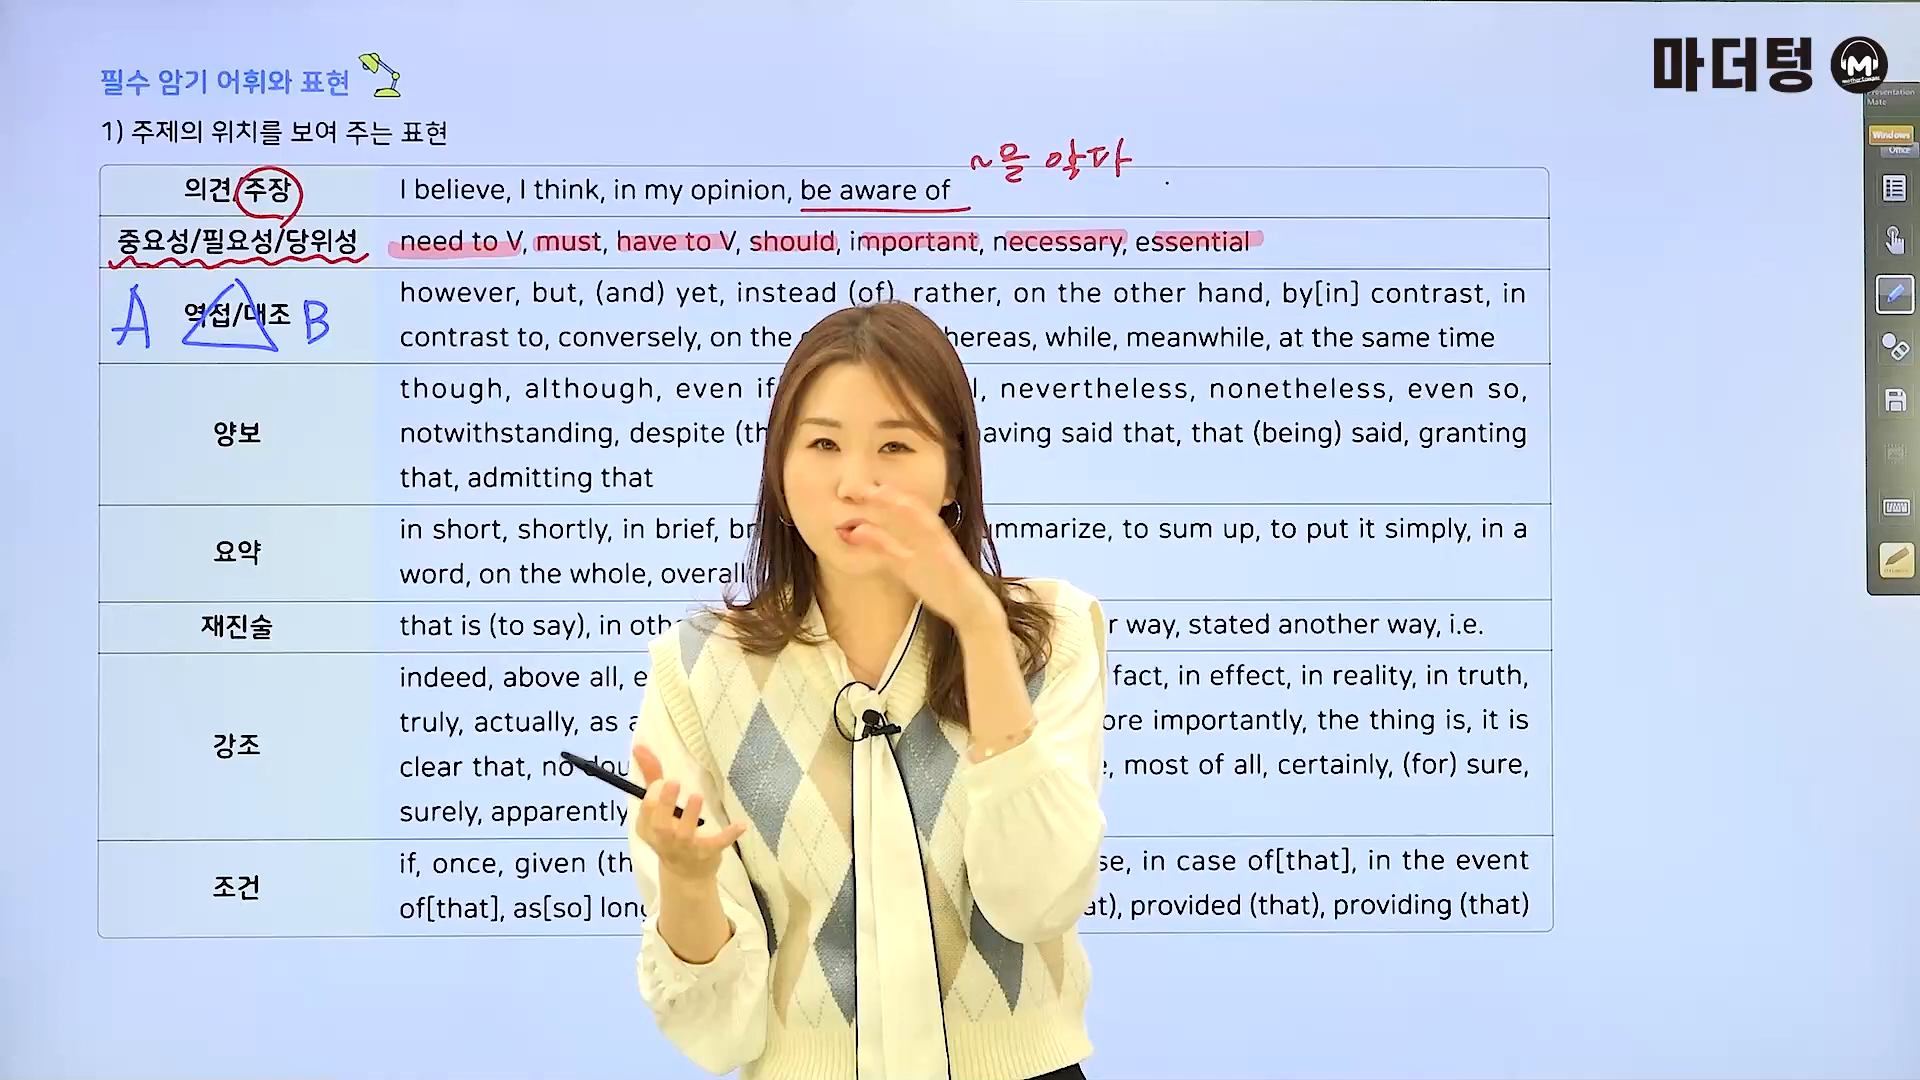 마더텅
Presentation
Mate
Windows
Office
필수 암기 어휘와 표현
1) 주제의 위치를 보여 주는 표현
~를 알다
의견/주장 I believe, I think, in my opinion, be aware of
중요성/필요성/당위성 need to V, must, have to V, should, important, necessary, essential
A 역접/대조 B
however, but, (and) yet, instead (of), rather, on the other hand, by[in] contrast, in
contrast to, conversely, on the whereas, while, meanwhile, at the same time
양보
though, although, even if nevertheless, nonetheless, even so,
notwithstanding, despite having said that, that (being) said, granting
that, admitting that
요약
in short, shortly, in brief, summarize, to sum up, to put it simply, in a
word, on the whole, overall
재진술 that is (to say), in way, stated another way, i.e.
강조
indeed, above all, fact, in effect, in reality, in truth,
truly, actually, as more importantly, the thing is, it is
clear that, no most of all, certainly, (for) sure,
surely, apparently
조건
if, once, given in case of[that], in the event
of[that], as[so] provided (that), providing (that)